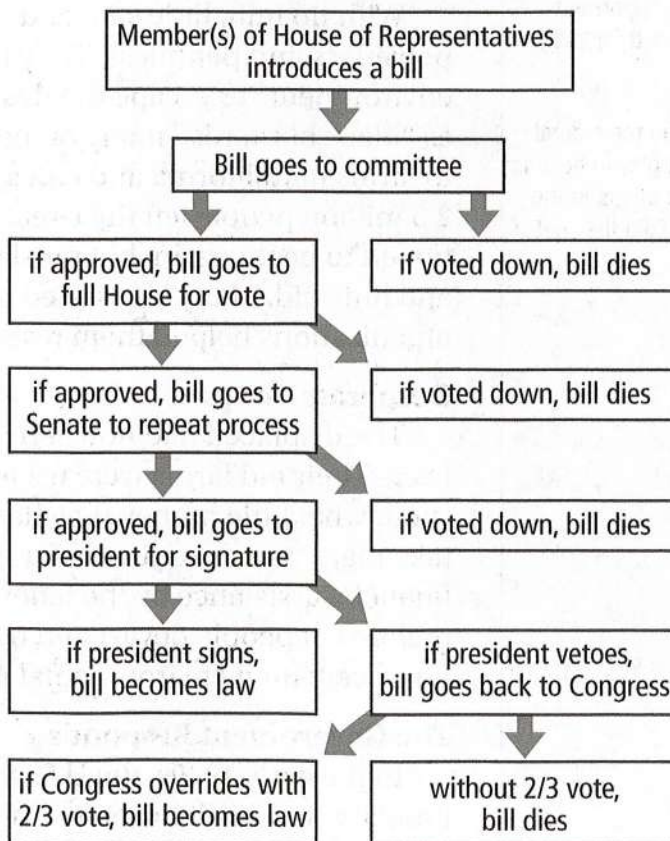 Member(s) of House of Representatives
introduces a bill
Bill goes to committee
if approved, bill goes to
full House for vote
if voted down, bill dies
if approved, bill goes to
Senate to repeat process
if voted down, bill dies
if approved, bill goes to
president for signature
if voted down, bill dies
if president signs,
bill becomes law
if president vetoes,
bill goes back to Congress
if Congress overrides with
2/3 vote, bill becomes law
without 2/3 vote,
bill dies